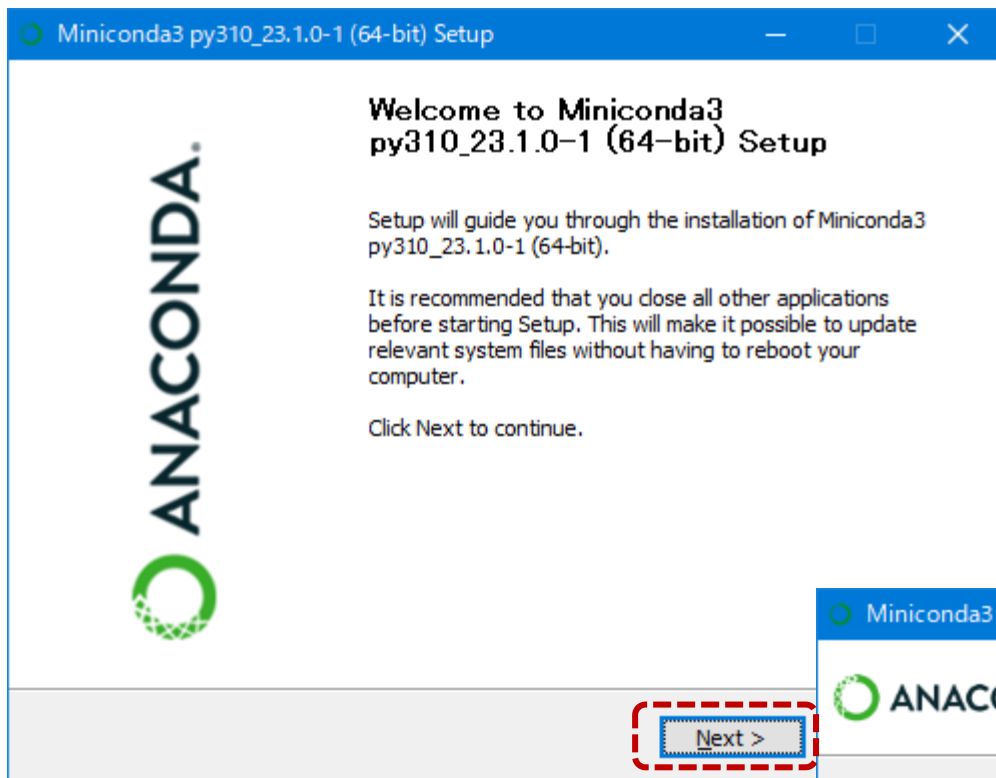 Miniconda3 py310_23.1.0-1 (64-bit) Setup
Welcome to Miniconda3
py310_23.1.0-1 (64-bit) Setup
ANACONDA.
Setup will guide you through the installation of Miniconda3
py310_23.1.0-1 (64-bit).
It is recommended that you close all other applications
before starting Setup. This will make it possible to update
relevant system files without having to reboot your
computer.
Click Next to continue.
Next >
Miniconda3
ANAC